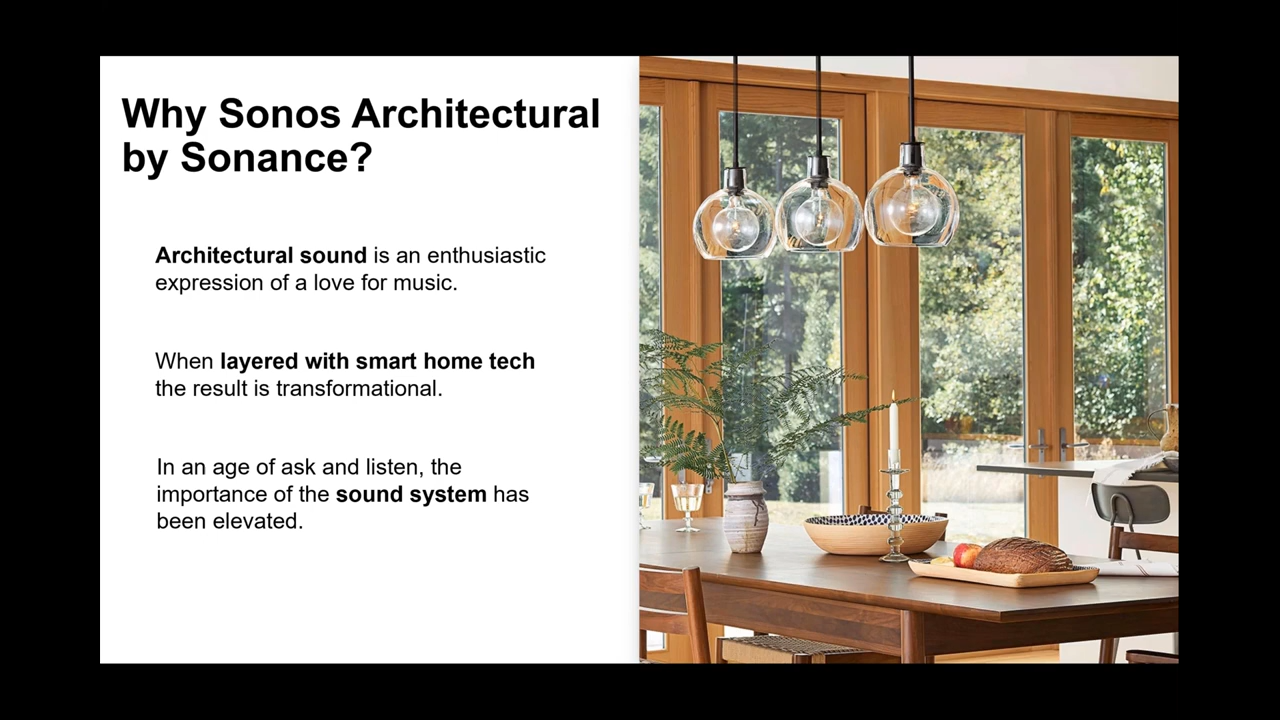 Why Sonos Architectural
by Sonance?
Architectural sound is an enthusiastic
expression of a love for music.
When layered with smart home tech
the result is transformational.
In an age of ask and listen, the
importance of the sound system has
been elevated.